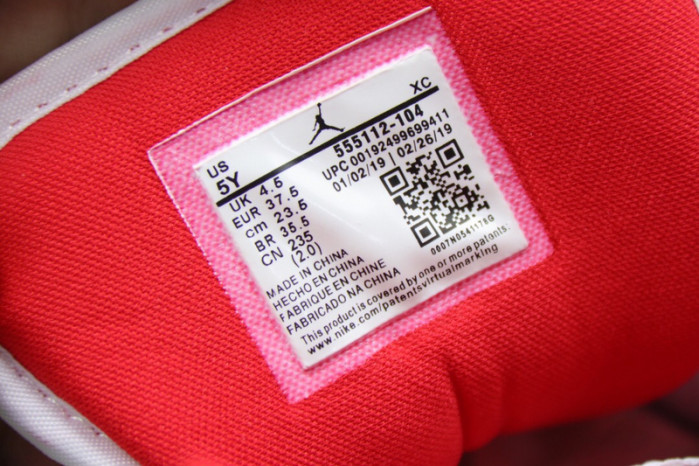 XC
US
5Y
555112-104
UPC 00192499699411
01/02/19 | 02/26/19
UK 4.5
EUR 37.5
cm 23.5
BR 35.5
CN 235
(2.0)
0007N0541176G
MADE IN CHINA
HECHO EN CHINA
FABRIQUE EN CHINE
FABRICADO NA CHINA
This product is covered by one or more patents:
www.nike.com/patentsvirtualmarking